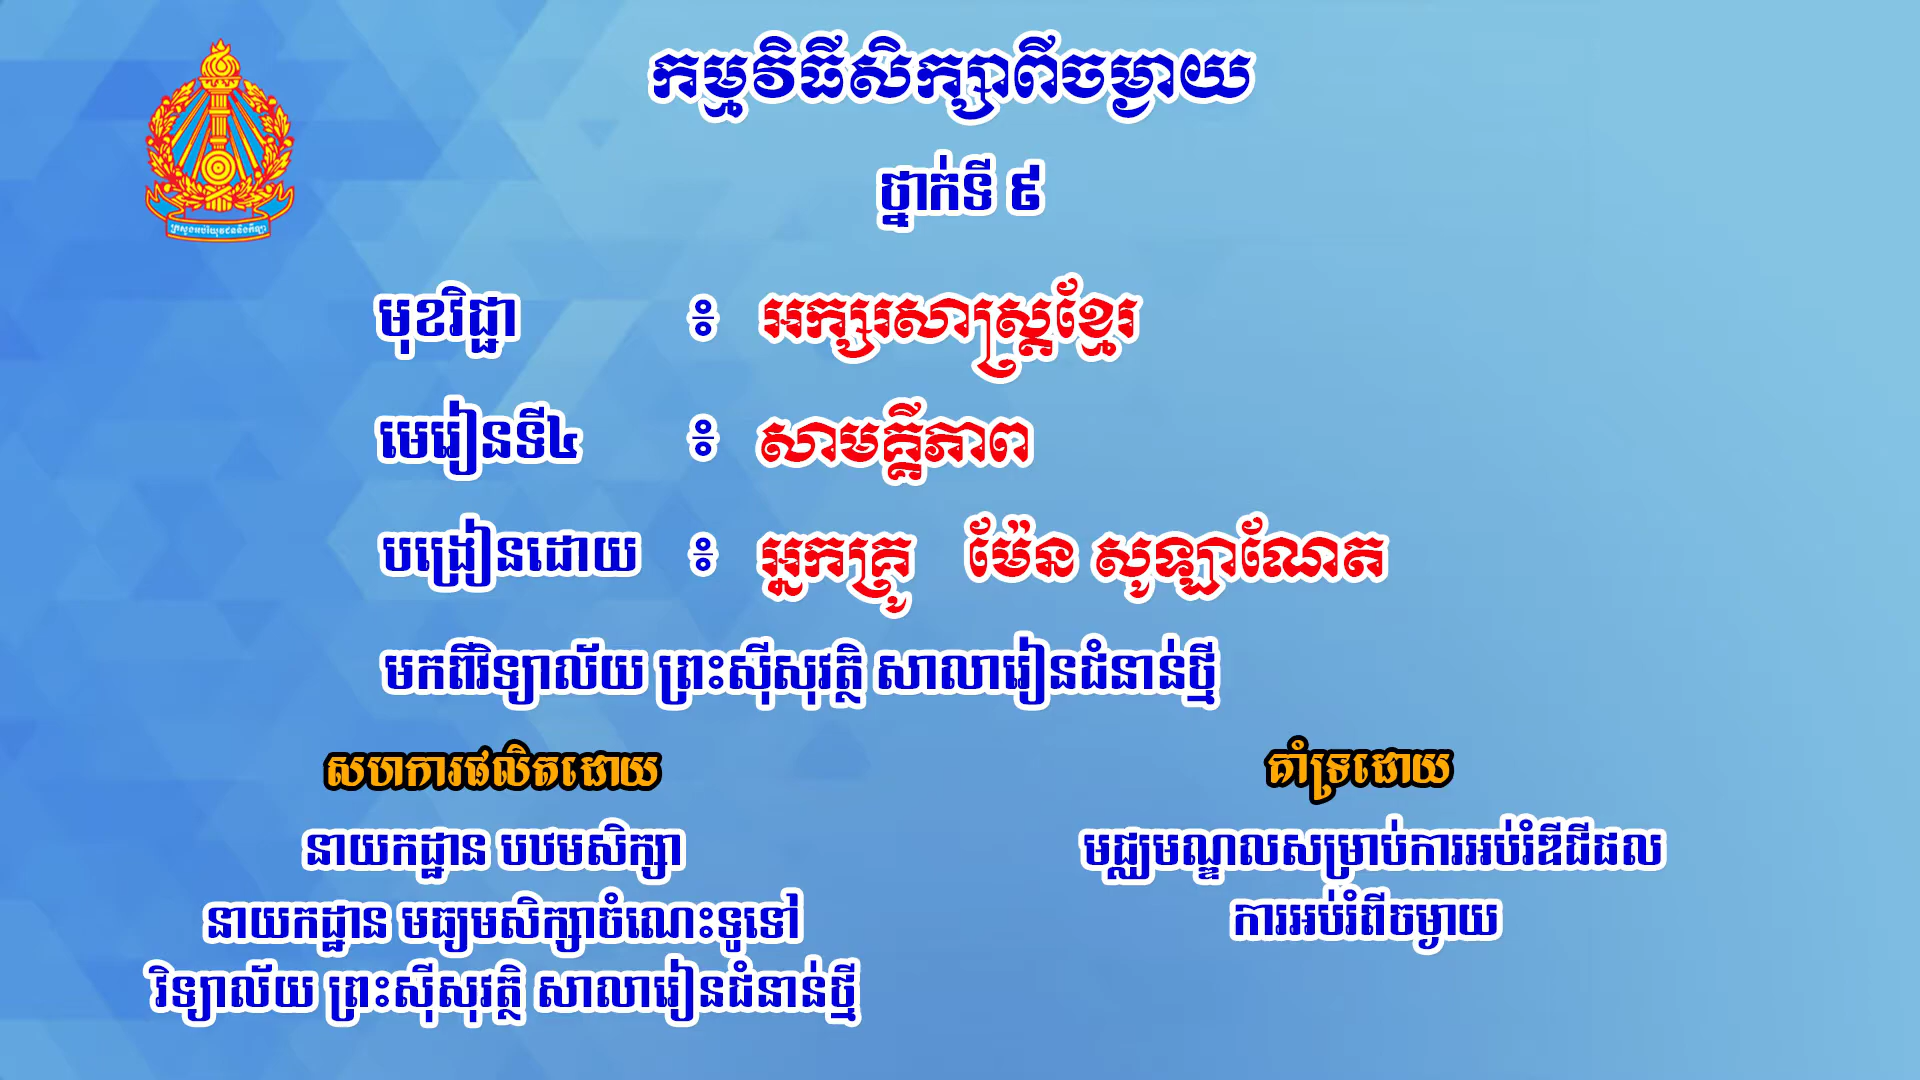 កម្មវិធីសិក្សាពីចម្ងាយ
ថ្នាក់ទី ៩
មុខវិជ្ជា ៖ អក្សរសាស្ត្រខ្មែរ
មេរៀនទី៤ ៖ សាមគ្គីភាព
បង្រៀនដោយ ៖ អ្នកគ្រូ ម៉ែន សូឡាណែត
មកពីវិទ្យាល័យ ព្រះស៊ីសុវត្ថិ សាលារៀនជំនាន់ថ្មី
សហការផលិតដោយ
នាយកដ្ឋាន បឋមសិក្សា
នាយកដ្ឋាន មធ្យមសិក្សាចំណេះទូទៅ
វិទ្យាល័យ ព្រះស៊ីសុវត្ថិ សាលារៀនជំនាន់ថ្មី
គាំទ្រដោយ
មជ្ឈមណ្ឌលសម្រាប់ការអប់រំឌីជីថល
ការអប់រំពីចម្ងាយ